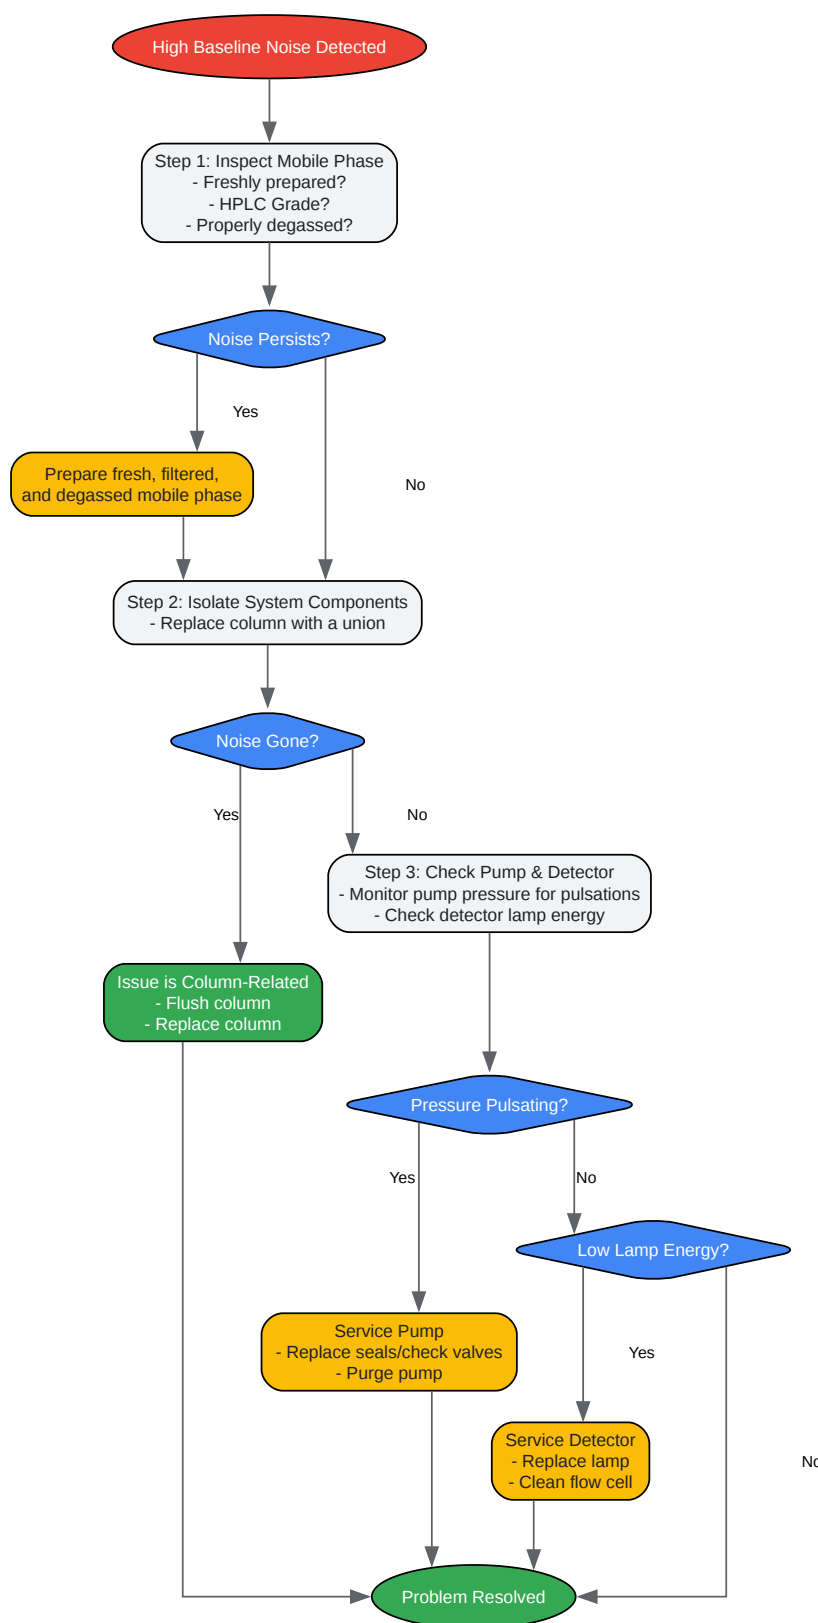 High Baseline Noise Detected
Step 1: Inspect Mobile Phase
- Freshly prepared?
- HPLC Grade?
- Properly degassed?
Noise Persists?
Yes
Prepare fresh, filtered,
and degassed mobile phase
No
Step 2: Isolate System Components
- Replace column with a union
Noise Gone?
Yes
No
Step 3: Check Pump & Detector
- Monitor pump pressure for pulsations
- Check detector lamp energy
Issue is Column-Related
- Flush column
- Replace column
Pressure Pulsating?
Yes
No
Low Lamp Energy?
Service Pump
- Replace seals/check valves
- Purge pump
Yes
Service Detector
- Replace lamp
- Clean flow cell
No
Problem Resolved